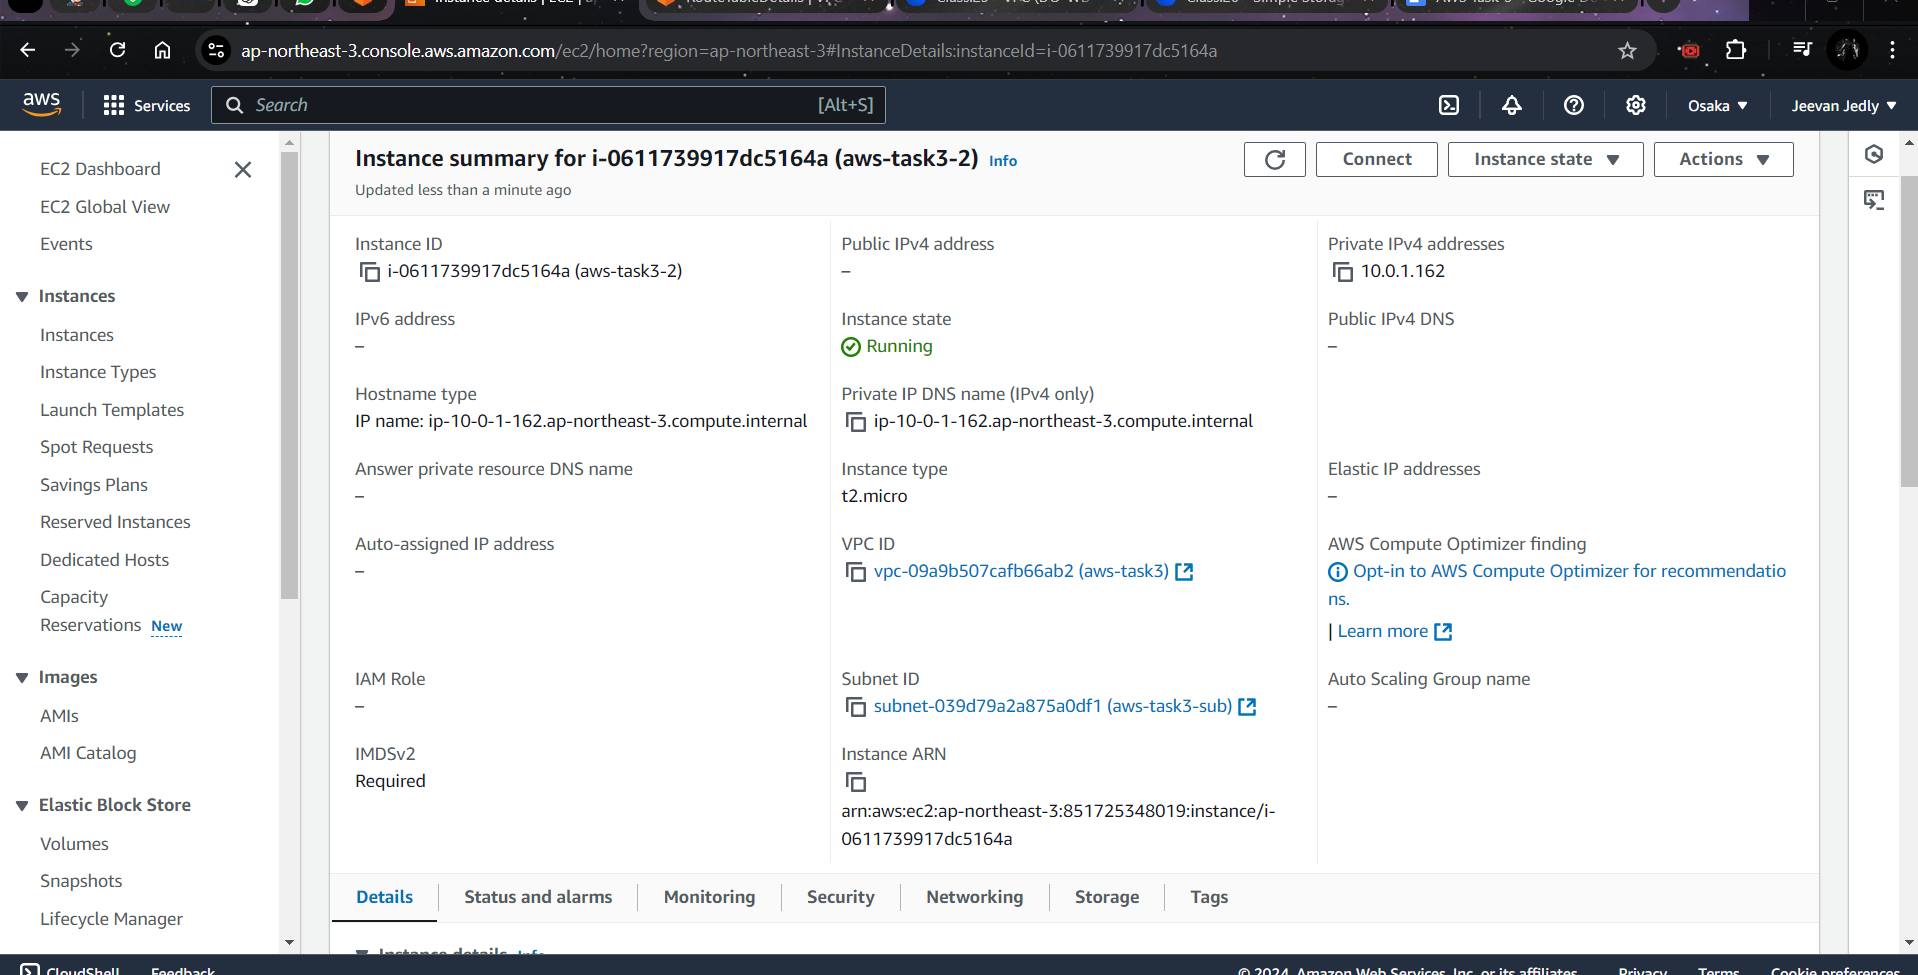 ap-northeast-3.console.aws.amazon.com/ec2/home?region=ap-northeast-3#InstanceDetails:instanceId=i-0611739917dc5164a
aws
Services
Search
[Alt+S]
Osaka
Jeevan Jedly
EC2 Dashboard
EC2 Global View
Events
Instances
Instances
Instance Types
Launch Templates
Spot Requests
Savings Plans
Reserved Instances
Dedicated Hosts
Capacity
Reservations New
Images
AMIs
AMI Catalog
Elastic Block Store
Volumes
Snapshots
Lifecycle Manager
Instance summary for i-0611739917dc5164a (aws-task3-2) Info
Updated less than a minute ago
Connect
Instance state
Actions
Instance ID
i-0611739917dc5164a (aws-task3-2)
Public IPv4 address
–
Private IPv4 addresses
10.0.1.162
IPv6 address
–
Instance state
Running
Public IPv4 DNS
–
Hostname type
IP name: ip-10-0-1-162.ap-northeast-3.compute.internal
Private IP DNS name (IPv4 only)
ip-10-0-1-162.ap-northeast-3.compute.internal
Answer private resource DNS name
–
Instance type
t2.micro
Elastic IP addresses
–
Auto-assigned IP address
–
VPC ID
vpc-09a9b507cafb66ab2 (aws-task3)
AWS Compute Optimizer finding
Opt-in to AWS Compute Optimizer for recommendatio
ns.
| Learn more
IAM Role
–
Subnet ID
subnet-039d79a2a875a0df1 (aws-task3-sub)
Auto Scaling Group name
–
IMDSv2
Required
Instance ARN
arn:aws:ec2:ap-northeast-3:851725348019:instance/i-
0611739917dc5164a
Details
Status and alarms
Monitoring
Security
Networking
Storage
Tags
Instance details Info
CloudShell
Feedback
© 2024, Amazon Web Services, Inc. or its affiliates.
Privacy
Terms
Cookie preferences